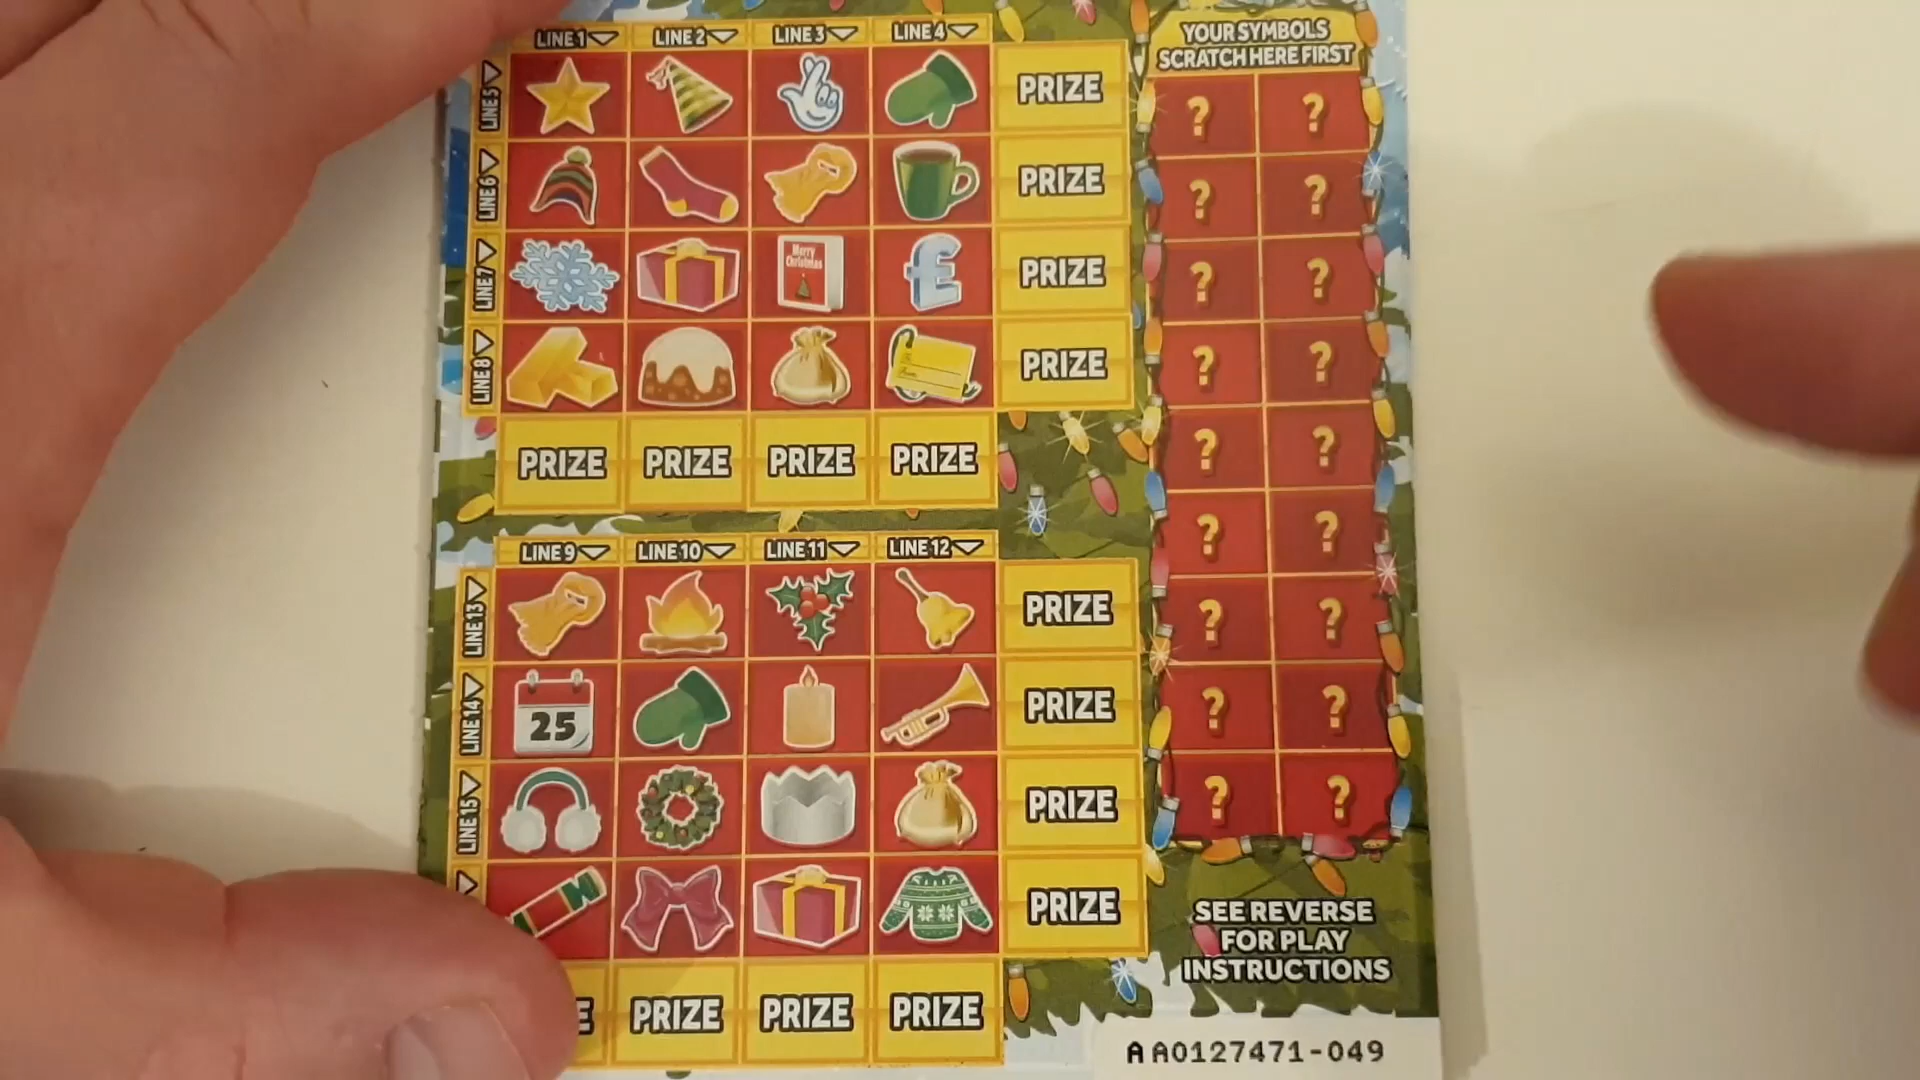 LINE 1 LINE 2 LINE 3 LINE 4
YOUR SYMBOLS
SCRATCH HERE FIRST
LINE 5 PRIZE
? ?
LINE 6 PRIZE
? ?
LINE 7 Merry
Christmas £ PRIZE
? ?
LINE 8 PRIZE
? ?
PRIZE PRIZE PRIZE PRIZE
? ?
? ?
LINE 9 LINE 10 LINE 11 LINE 12
LINE 13 PRIZE
? ?
LINE 14 25 PRIZE
? ?
LINE 15 PRIZE
? ?
PRIZE
SEE REVERSE
FOR PLAY
INSTRUCTIONS
PRIZE PRIZE PRIZE
AA0127471-049